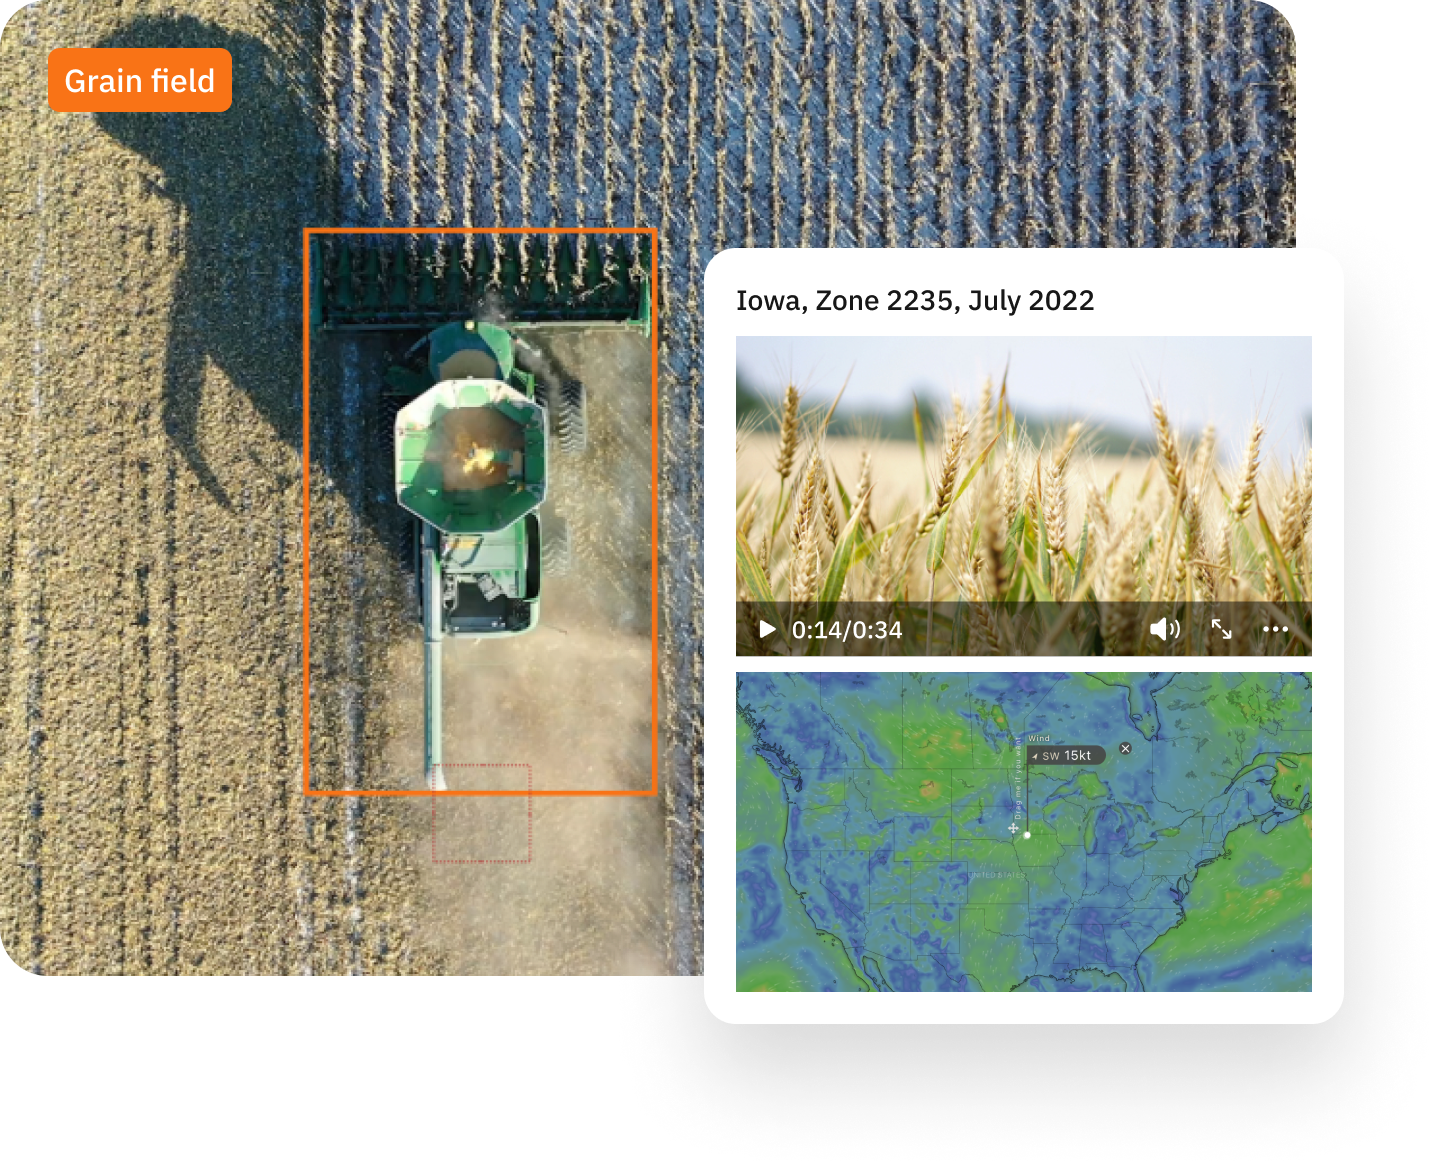 Grain field
Iowa, Zone 2235, July 2022
0:14/0:34
Wind
SW 15kt
Drag me if you want
UNITED STATES